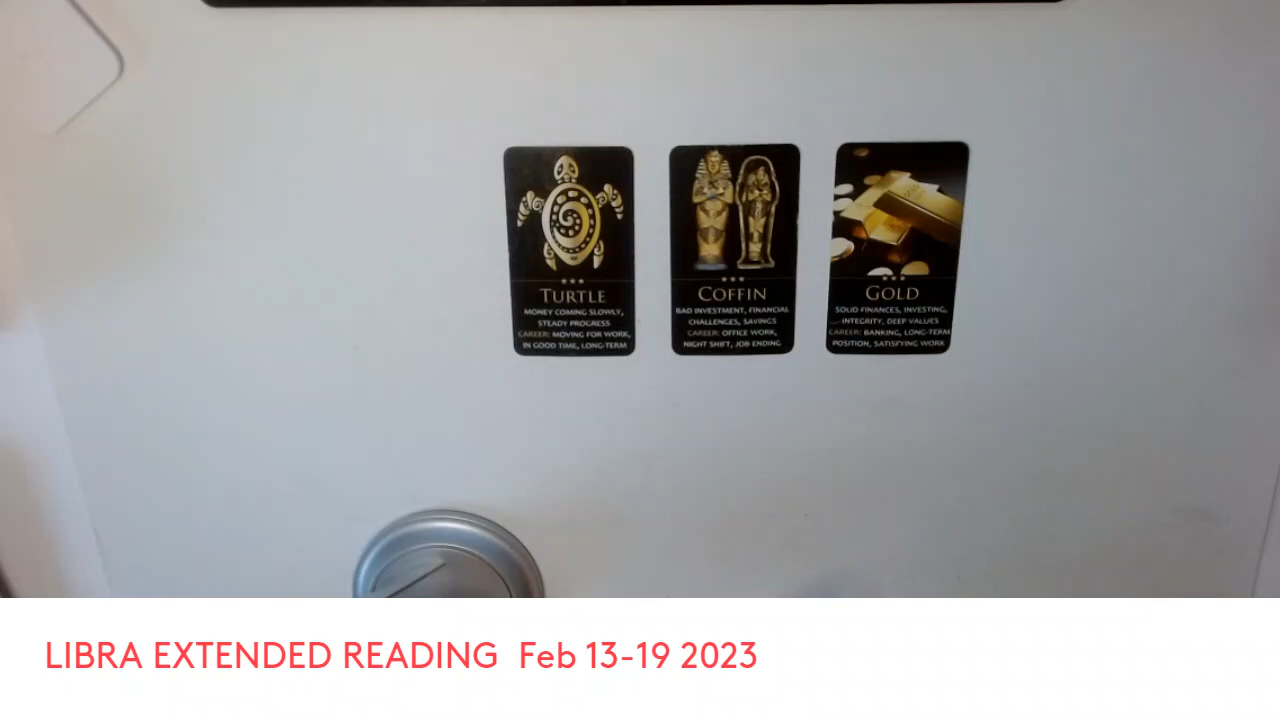 TURTLE
MONEY COMING SLOWLY,
STEADY PROGRESS
CAREER: MOVING FOR WORK,
IN GOOD TIME, LONG-TERM
COFFIN
BAD INVESTMENT, FINANCIAL
CHALLENGES, SAVINGS
CAREER: OFFICE WORK,
NIGHT SHIFT, JOB ENDING
GOLD
SOLID FINANCES, INVESTING,
INTEGRITY, DEEP VALUES
CAREER: BANKING, LONG-TERM
POSITION, SATISFYING WORK
LIBRA EXTENDED READING Feb 13-19 2023